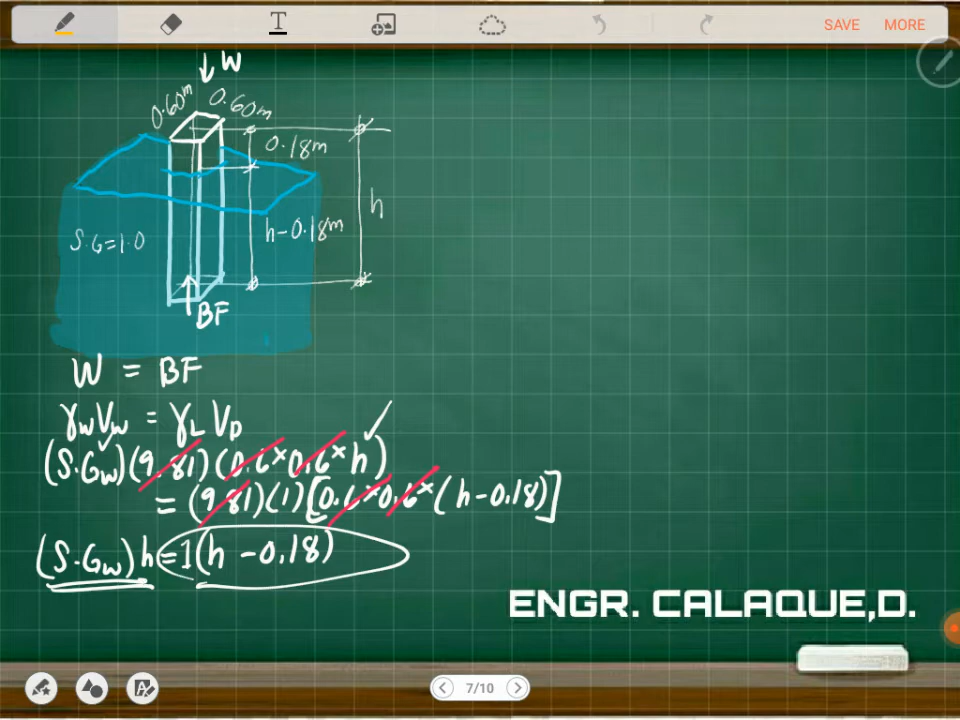 T
SAVE
MORE
W
0.60m
0.60m
0.18m
h
h-0.18m
S.G=1.0
BF
W = BF
γwVw = γL VD
(S.Gw)(9.81)(0.6×0.6×h)
= (9.81)(1)[0.6×0.6×(h-0.18)]
(S.Gw)h=1(h-0.18)
ENGR. CALAQUE,D.
7/10